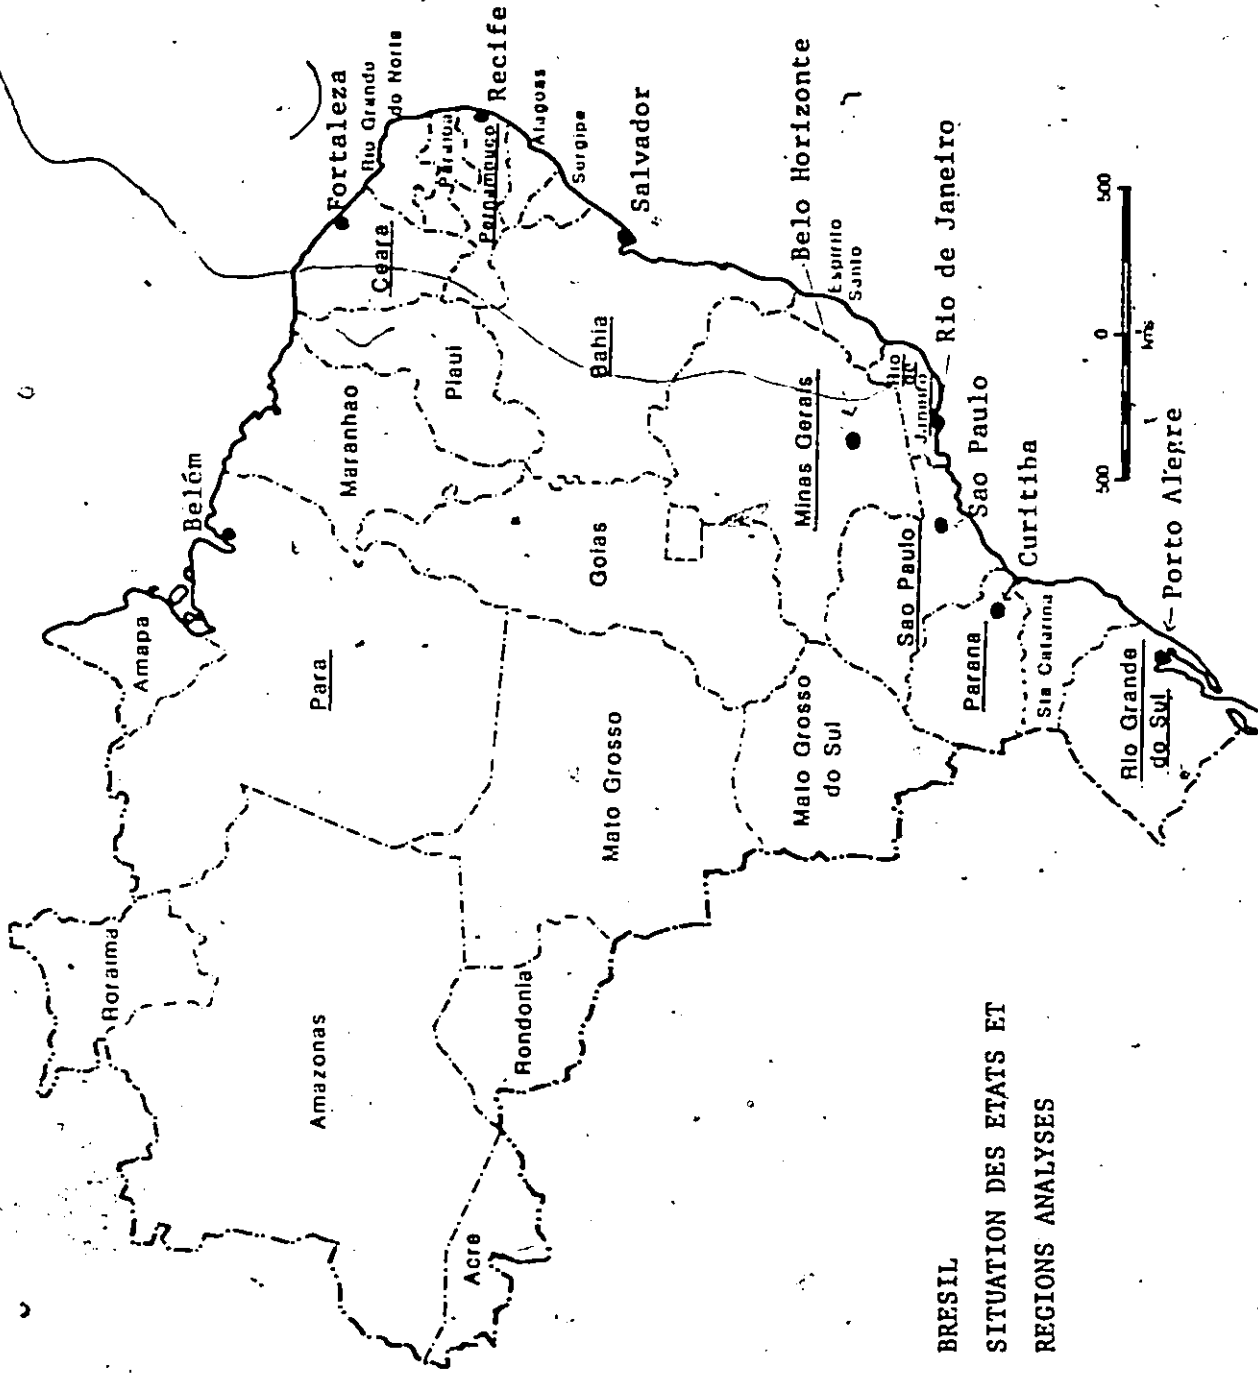 BRESIL
SITUATION DES ETATS ET
REGIONS ANALYSES
Roraima
Amapa
Amazonas
Para
Belém
Maranhao
Piaui
Ceara
Fortaleza
Rio Grande
do Norte
Paraiba
Pernambuco
Recife
Alagoas
Sergipe
Acre
Rondonia
Mato Grosso
Goias
Bahia
Salvador
Mato Grosso
do Sul
Minas Gerais
Belo Horizonte
Espirito
Santo
Sao Paulo
Rio
de
Janeiro
Rio de Janeiro
Sao Paulo
Parana
Curitiba
Sta Catarina
Rio Grande
do Sul
Porto Alegre
500
0
500
kms